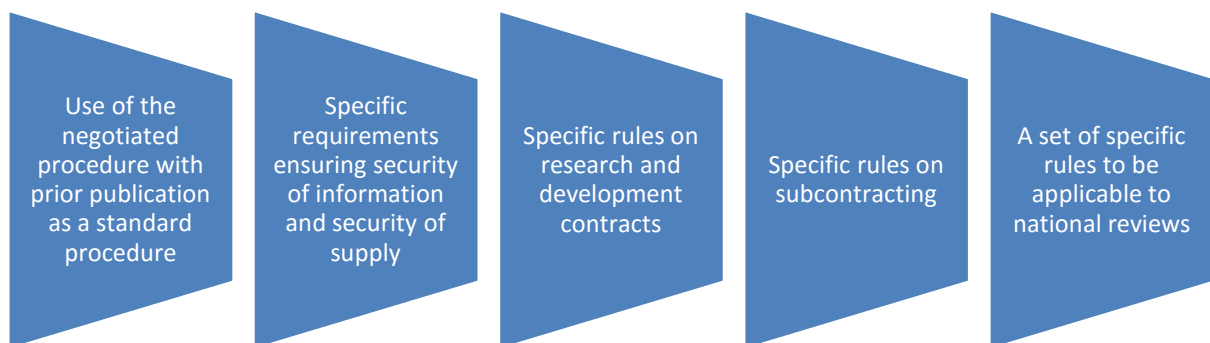 Use of the
negotiated
procedure with
prior publication
as a standard
procedure
Specific
requirements
ensuring security
of information
and security of
supply
Specific rules on
research and
development
contracts
Specific rules on
subcontracting
A set of specific
rules to be
applicable to
national reviews